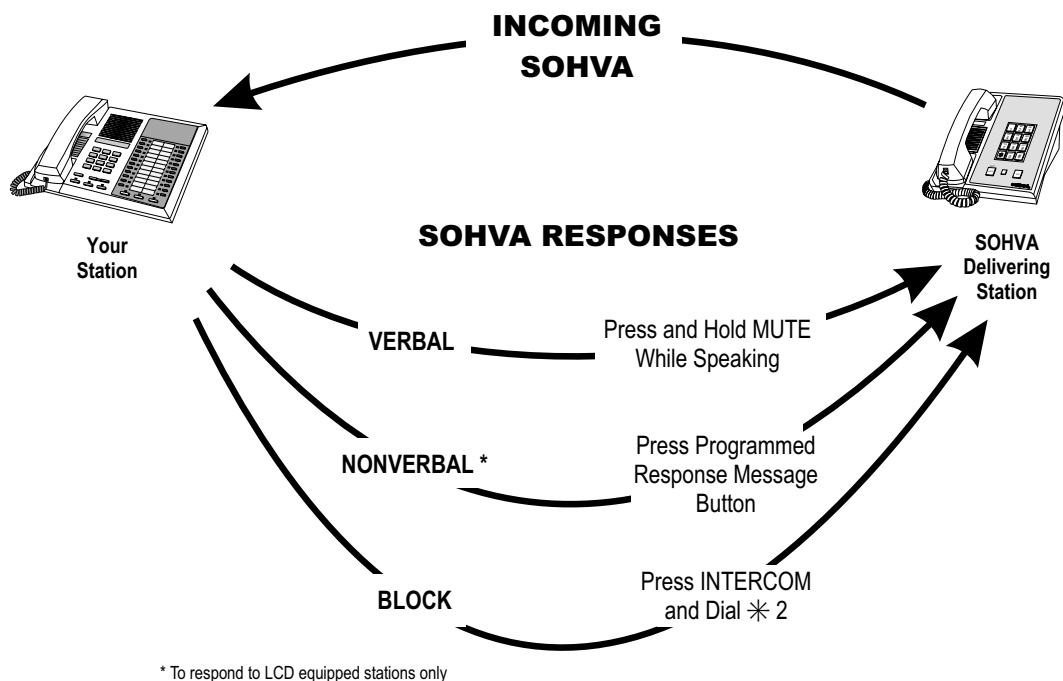 INCOMING
SOHVA
Your
Station
SOHVA
Delivering
Station
SOHVA RESPONSES
VERBAL
Press and Hold MUTE
While Speaking
NONVERBAL *
Press Programmed
Response Message
Button
BLOCK
Press INTERCOM
and Dial ✳ 2
* To respond to LCD equipped stations only